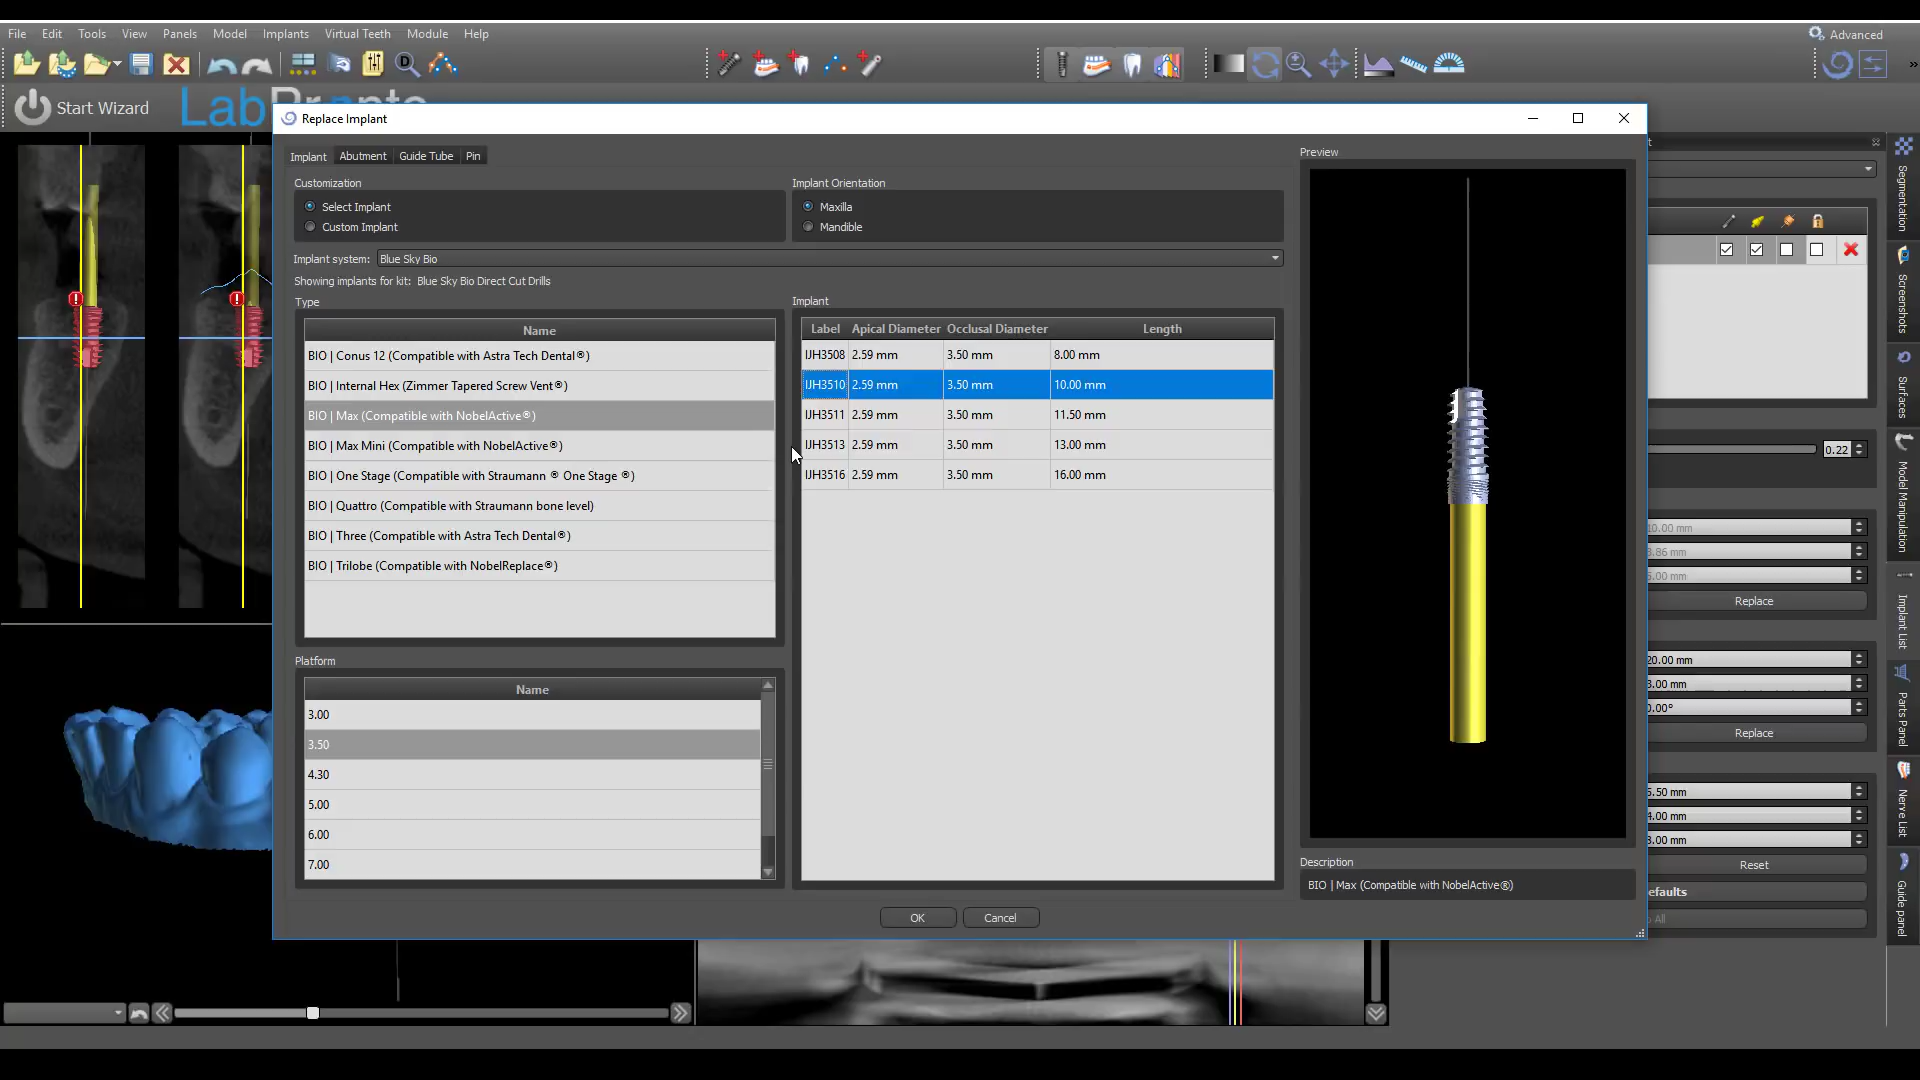 File Edit Tools View Panels Model Implants Virtual Teeth Module Help
Advanced
Start Wizard
Replace Implant
Implant Abutment Guide Tube Pin
Customization
Select Implant
Custom Implant
Implant Orientation
Maxilla
Mandible
Implant system: Blue Sky Bio
Showing implants for kit: Blue Sky Bio Direct Cut Drills
Type
Name
BIO | Conus 12 (Compatible with Astra Tech Dental®)
BIO | Internal Hex (Zimmer Tapered Screw Vent®)
BIO | Max (Compatible with NobelActive®)
BIO | Max Mini (Compatible with NobelActive®)
BIO | One Stage (Compatible with Straumann ® One Stage ®)
BIO | Quattro (Compatible with Straumann bone level)
BIO | Three (Compatible with Astra Tech Dental®)
BIO | Trilobe (Compatible with NobelReplace®)
Platform
Name
3.00
3.50
4.30
5.00
6.00
7.00
Implant
Label Apical Diameter Occlusal Diameter Length
IJH3508 2.59 mm 3.50 mm 8.00 mm
IJH3510 2.59 mm 3.50 mm 10.00 mm
IJH3511 2.59 mm 3.50 mm 11.50 mm
IJH3513 2.59 mm 3.50 mm 13.00 mm
IJH3516 2.59 mm 3.50 mm 16.00 mm
OK Cancel
Preview
Description
BIO | Max (Compatible with NobelActive®)
0.22
Replace
Replace
Reset
Segmentation
Screenshots
Surfaces
Model Manipulation
Implant List
Parts Panel
Nerve List
Guide panel